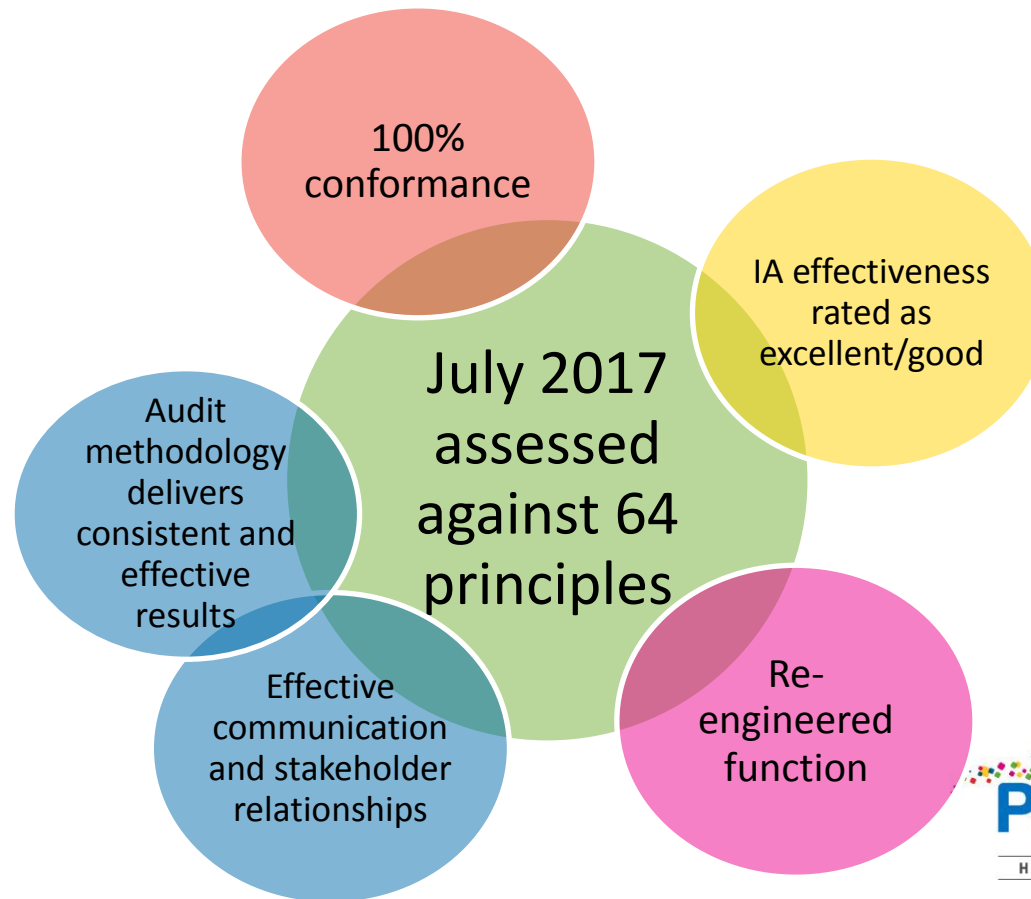 100%
conformance
IA effectiveness
rated as
excellent/good
July 2017
assessed
against 64
principles
Audit
methodology
delivers
consistent and
effective
results
Effective
communication
and stakeholder
relationships
Re-
engineered
function
P
H